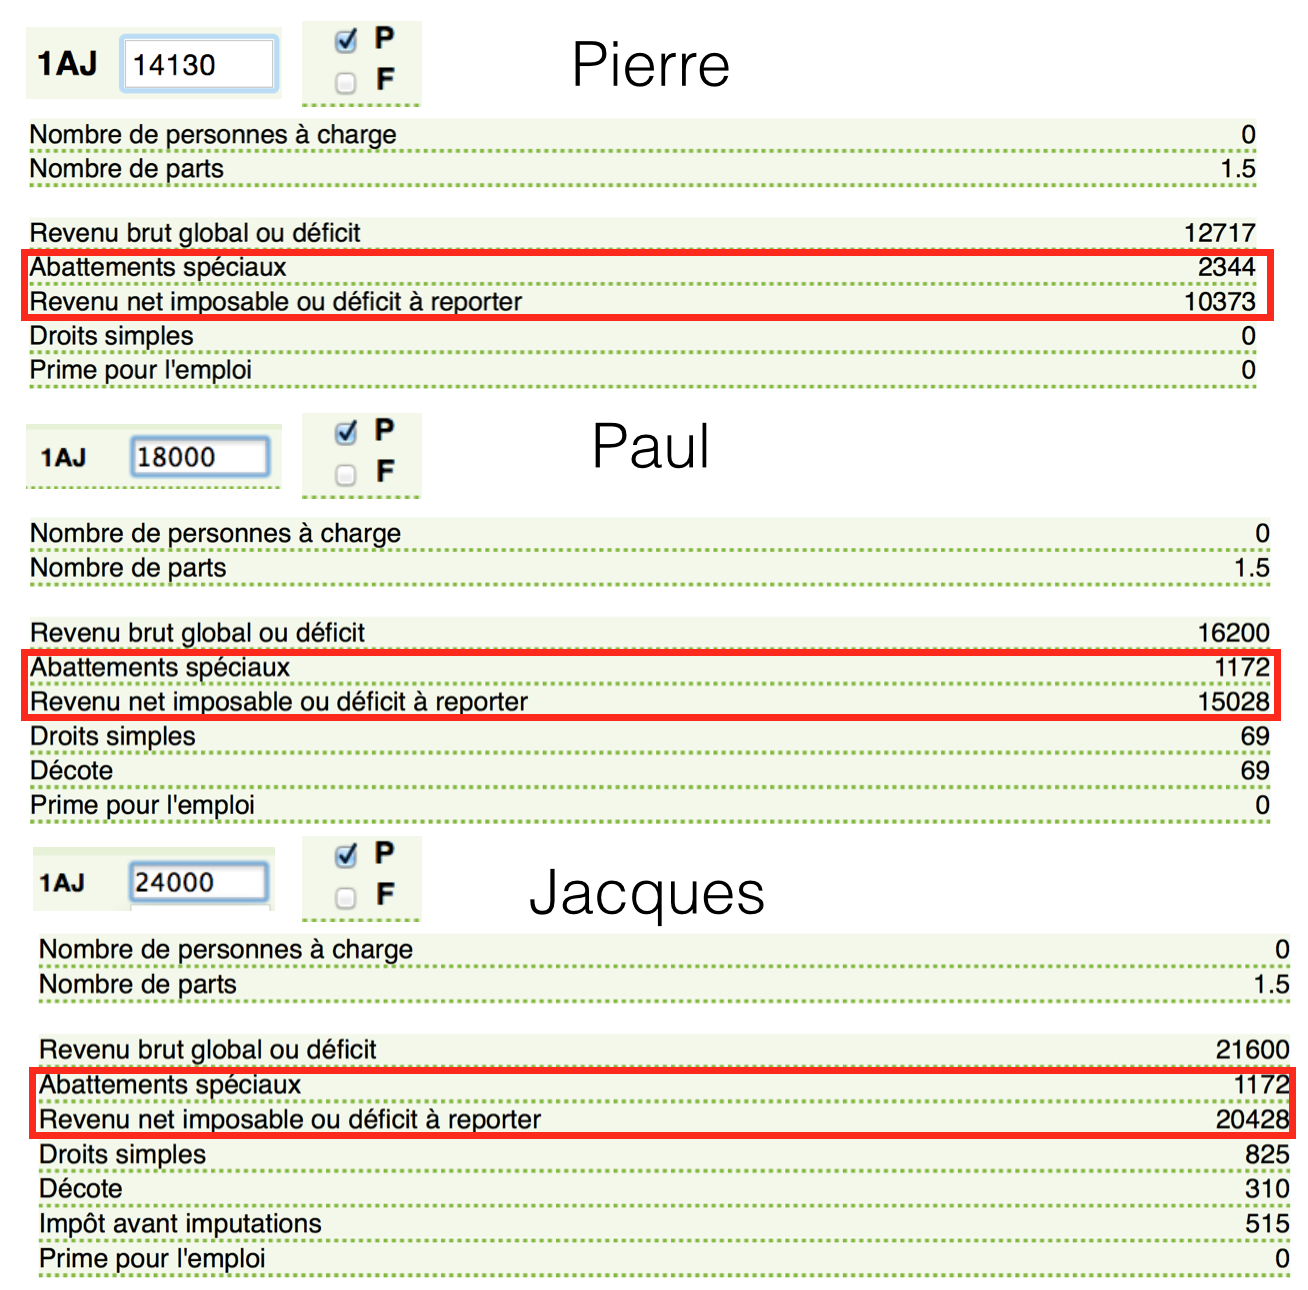 1AJ 14130 P Pierre
F
Nombre de personnes à charge 0
Nombre de parts 1.5
Revenu brut global ou déficit 12717
Abattements spéciaux 2344
Revenu net imposable ou déficit à reporter 10373
Droits simples 0
Prime pour l'emploi 0
1AJ 18000 P Paul
F
Nombre de personnes à charge 0
Nombre de parts 1.5
Revenu brut global ou déficit 16200
Abattements spéciaux 1172
Revenu net imposable ou déficit à reporter 15028
Droits simples 69
Décote 69
Prime pour l'emploi 0
1AJ 24000 P Jacques
F
Nombre de personnes à charge 0
Nombre de parts 1.5
Revenu brut global ou déficit 21600
Abattements spéciaux 1172
Revenu net imposable ou déficit à reporter 20428
Droits simples 825
Décote 310
Impôt avant imputations 515
Prime pour l'emploi 0